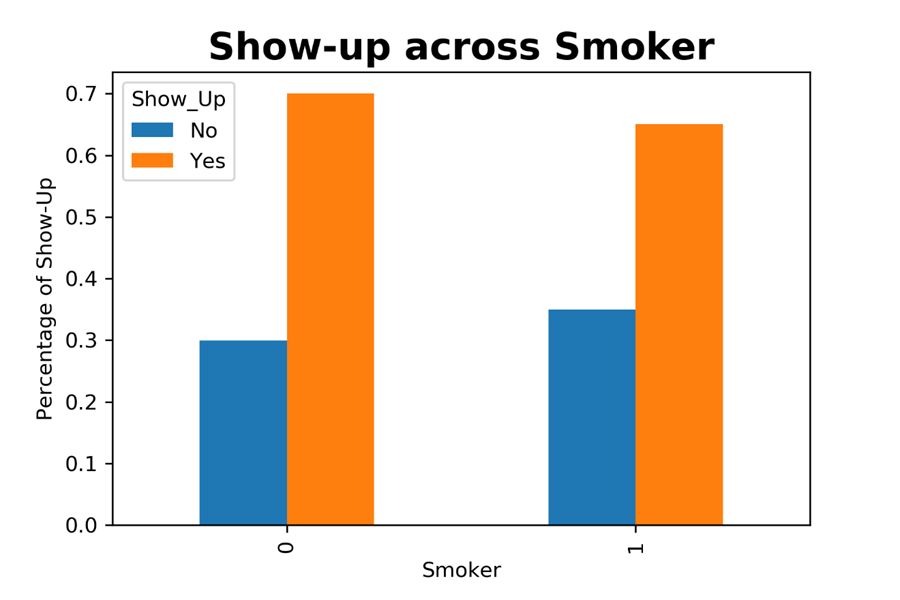 Show-up across Smoker
Show_Up
No
Yes
Percentage of Show-Up
0.7
0.6
0.5
0.4
0.3
0.2
0.1
0.0
0
1
Smoker